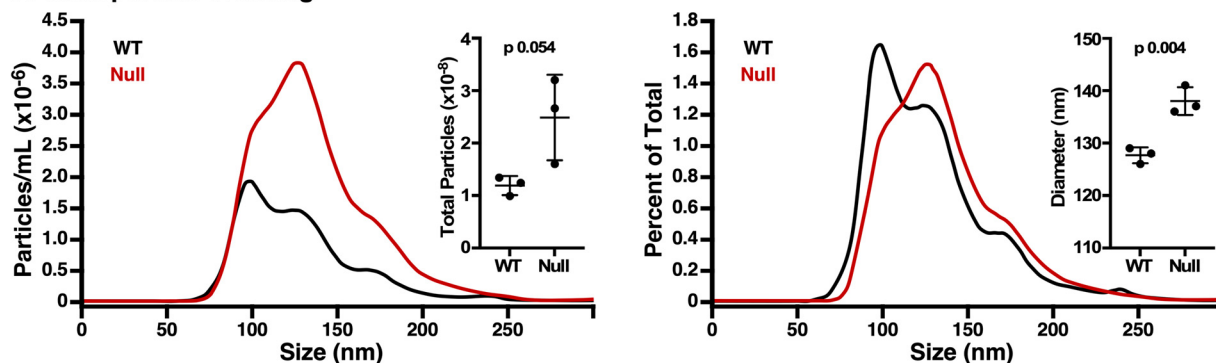 4.5
4.0
3.5
3.0
2.5
2.0
1.5
1.0
0.5
0
Particles/mL (x10⁻⁶)
WT
Null
0
50
100
150
200
250
Size (nm)
p 0.054
4
3
2
1
0
Total Particles (x10⁻⁸)
WT
Null
1.8
1.6
1.4
1.2
1.0
0.8
0.6
0.4
0.2
0
Percent of Total
WT
Null
0
50
100
150
200
250
Size (nm)
p 0.004
150
140
130
120
110
Diameter (nm)
WT
Null